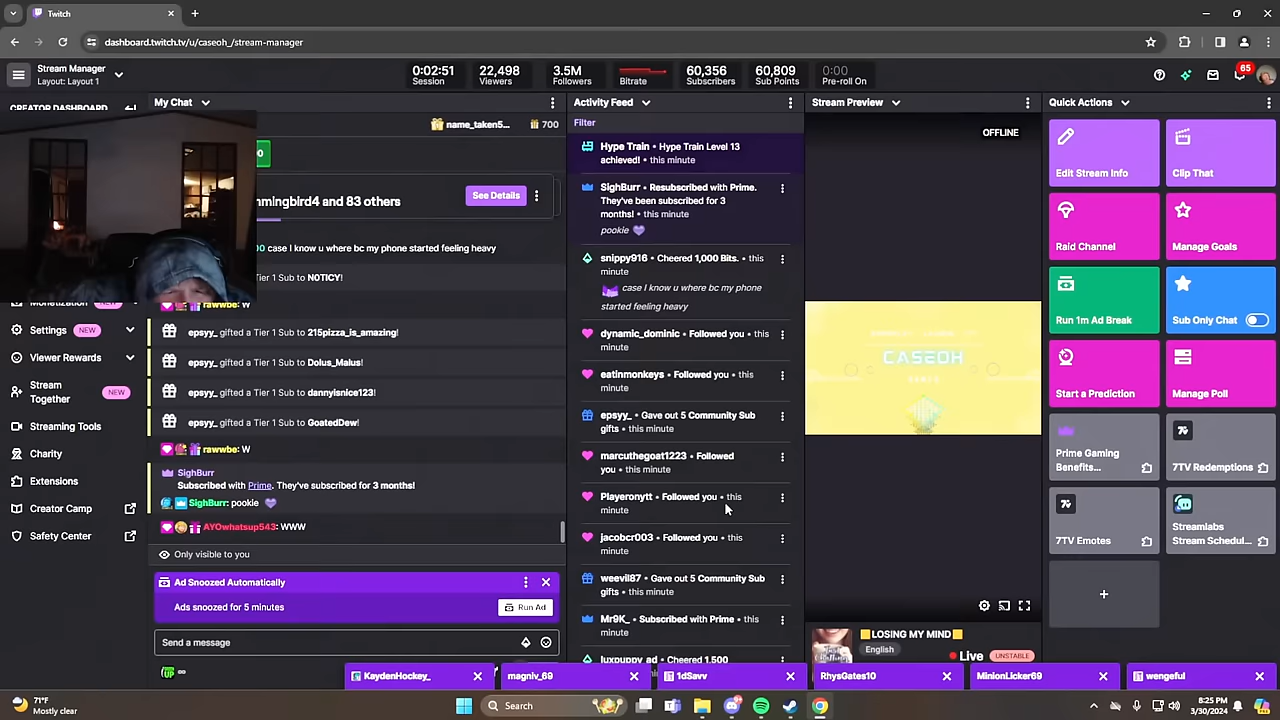 Twitch
dashboard.twitch.tv/u/caseoh_/stream-manager
Stream Manager
Layout: Layout 1
0:02:51
Session
22,498
Viewers
3.5M
Followers
Bitrate
60,356
Subscribers
60,809
Sub Points
0:00
Pre-roll On
65
CREATOR DASHBOARD
Settings
NEW
Viewer Rewards
Stream
Together
NEW
Streaming Tools
Charity
Extensions
Creator Camp
Safety Center
My Chat
name_taken5...
700
mmingbird4 and 83 others
See Details
case I know u where bc my phone started feeling heavy
d a Tier 1 Sub to N0TICY!
rawwbe: W
epsyy_ gifted a Tier 1 Sub to 215pizza_is_amazing!
epsyy_ gifted a Tier 1 Sub to Dolus_Malus!
epsyy_ gifted a Tier 1 Sub to dannyisnice123!
epsyy_ gifted a Tier 1 Sub to GoatedDew!
rawwbe: W
SighBurr
Subscribed with Prime. They've subscribed for 3 months!
SighBurr: pookie
AYOwhatsup543: WWW
Only visible to you
Ad Snoozed Automatically
Ads snoozed for 5 minutes
Run Ad
Send a message
Activity Feed
Filter
Hype Train • Hype Train Level 13
achieved! • this minute
SighBurr • Resubscribed with Prime.
They've been subscribed for 3
months! • this minute
pookie
snippy916 • Cheered 1,000 Bits. • this
minute
case I know u where bc my phone
started feeling heavy
dynamic_dominic • Followed you • this
minute
eatinmonkeys • Followed you • this
minute
epsyy_ • Gave out 5 Community Sub
gifts • this minute
marcuthegoat1223 • Followed
you • this minute
Playeronytt • Followed you • this
minute
jacobcr003 • Followed you • this
minute
weevil87 • Gave out 5 Community Sub
gifts • this minute
Mr9K_ • Subscribed with Prime • this
minute
luxpuppy_ad • Cheered 1,500
Stream Preview
OFFLINE
CASEOH
GAMES
LOSING MY MIND
English
Live
UNSTABLE
Quick Actions
Edit Stream Info
Clip That
Raid Channel
Manage Goals
Run 1m Ad Break
Sub Only Chat
Start a Prediction
Manage Poll
Prime Gaming
Benefits...
7TV Redemptions
7TV Emotes
Streamlabs
Stream Schedul...
KaydenHockey_
magniv_69
1dSavv
RhysGates10
MinionLicker69
wengeful
71°F
Mostly clear
Search
8:25 PM
3/30/2024